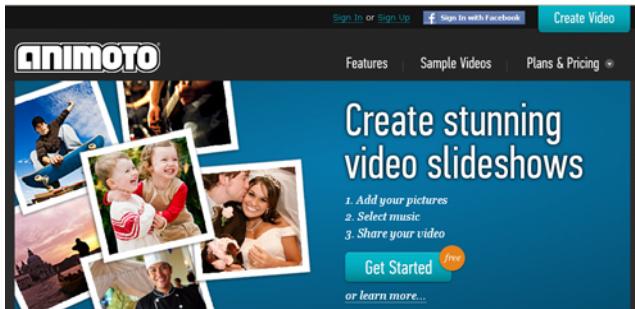 Sign In or Sign Up
f Sign In with Facebook
Create Video
ANIMOTO
Features
Sample Videos
Plans & Pricing
Create stunning
video slideshows
1. Add your pictures
2. Select music
3. Share your video
Get Started
free
or learn more...